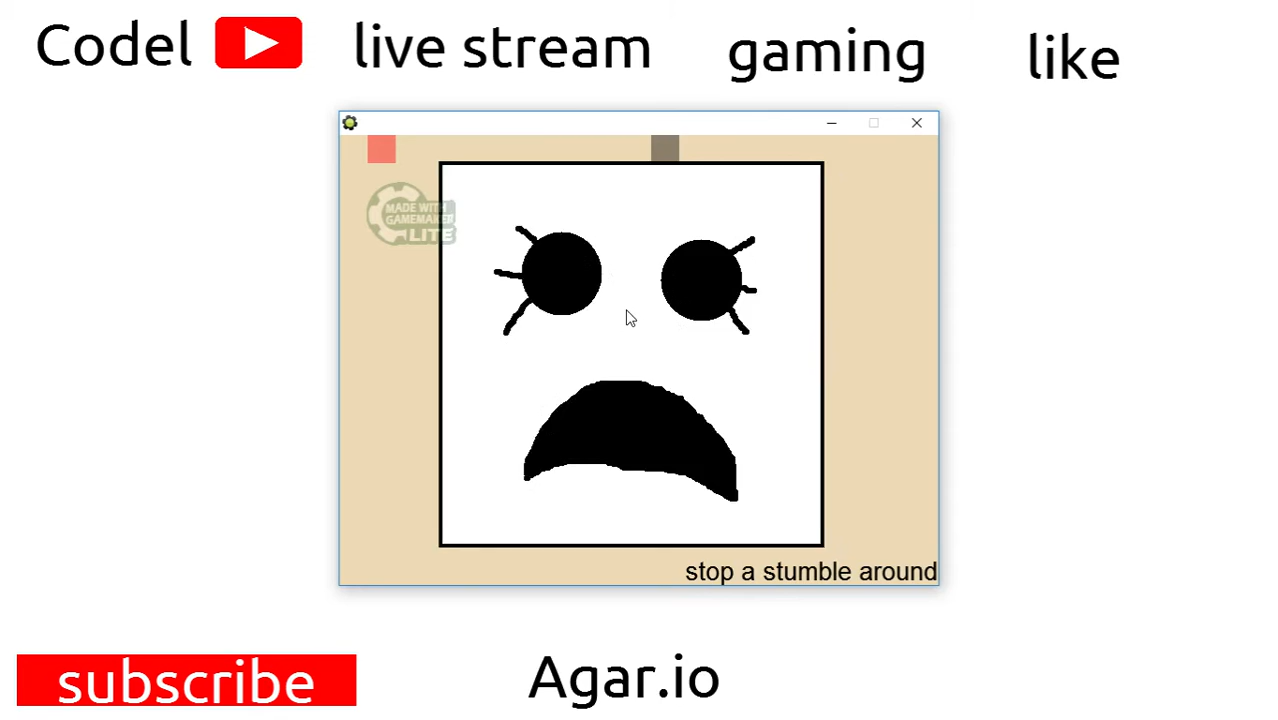 Codel live stream gaming like
MADE WITH
GAMEMAKER
LITE
stop a stumble around
subscribe Agar.io